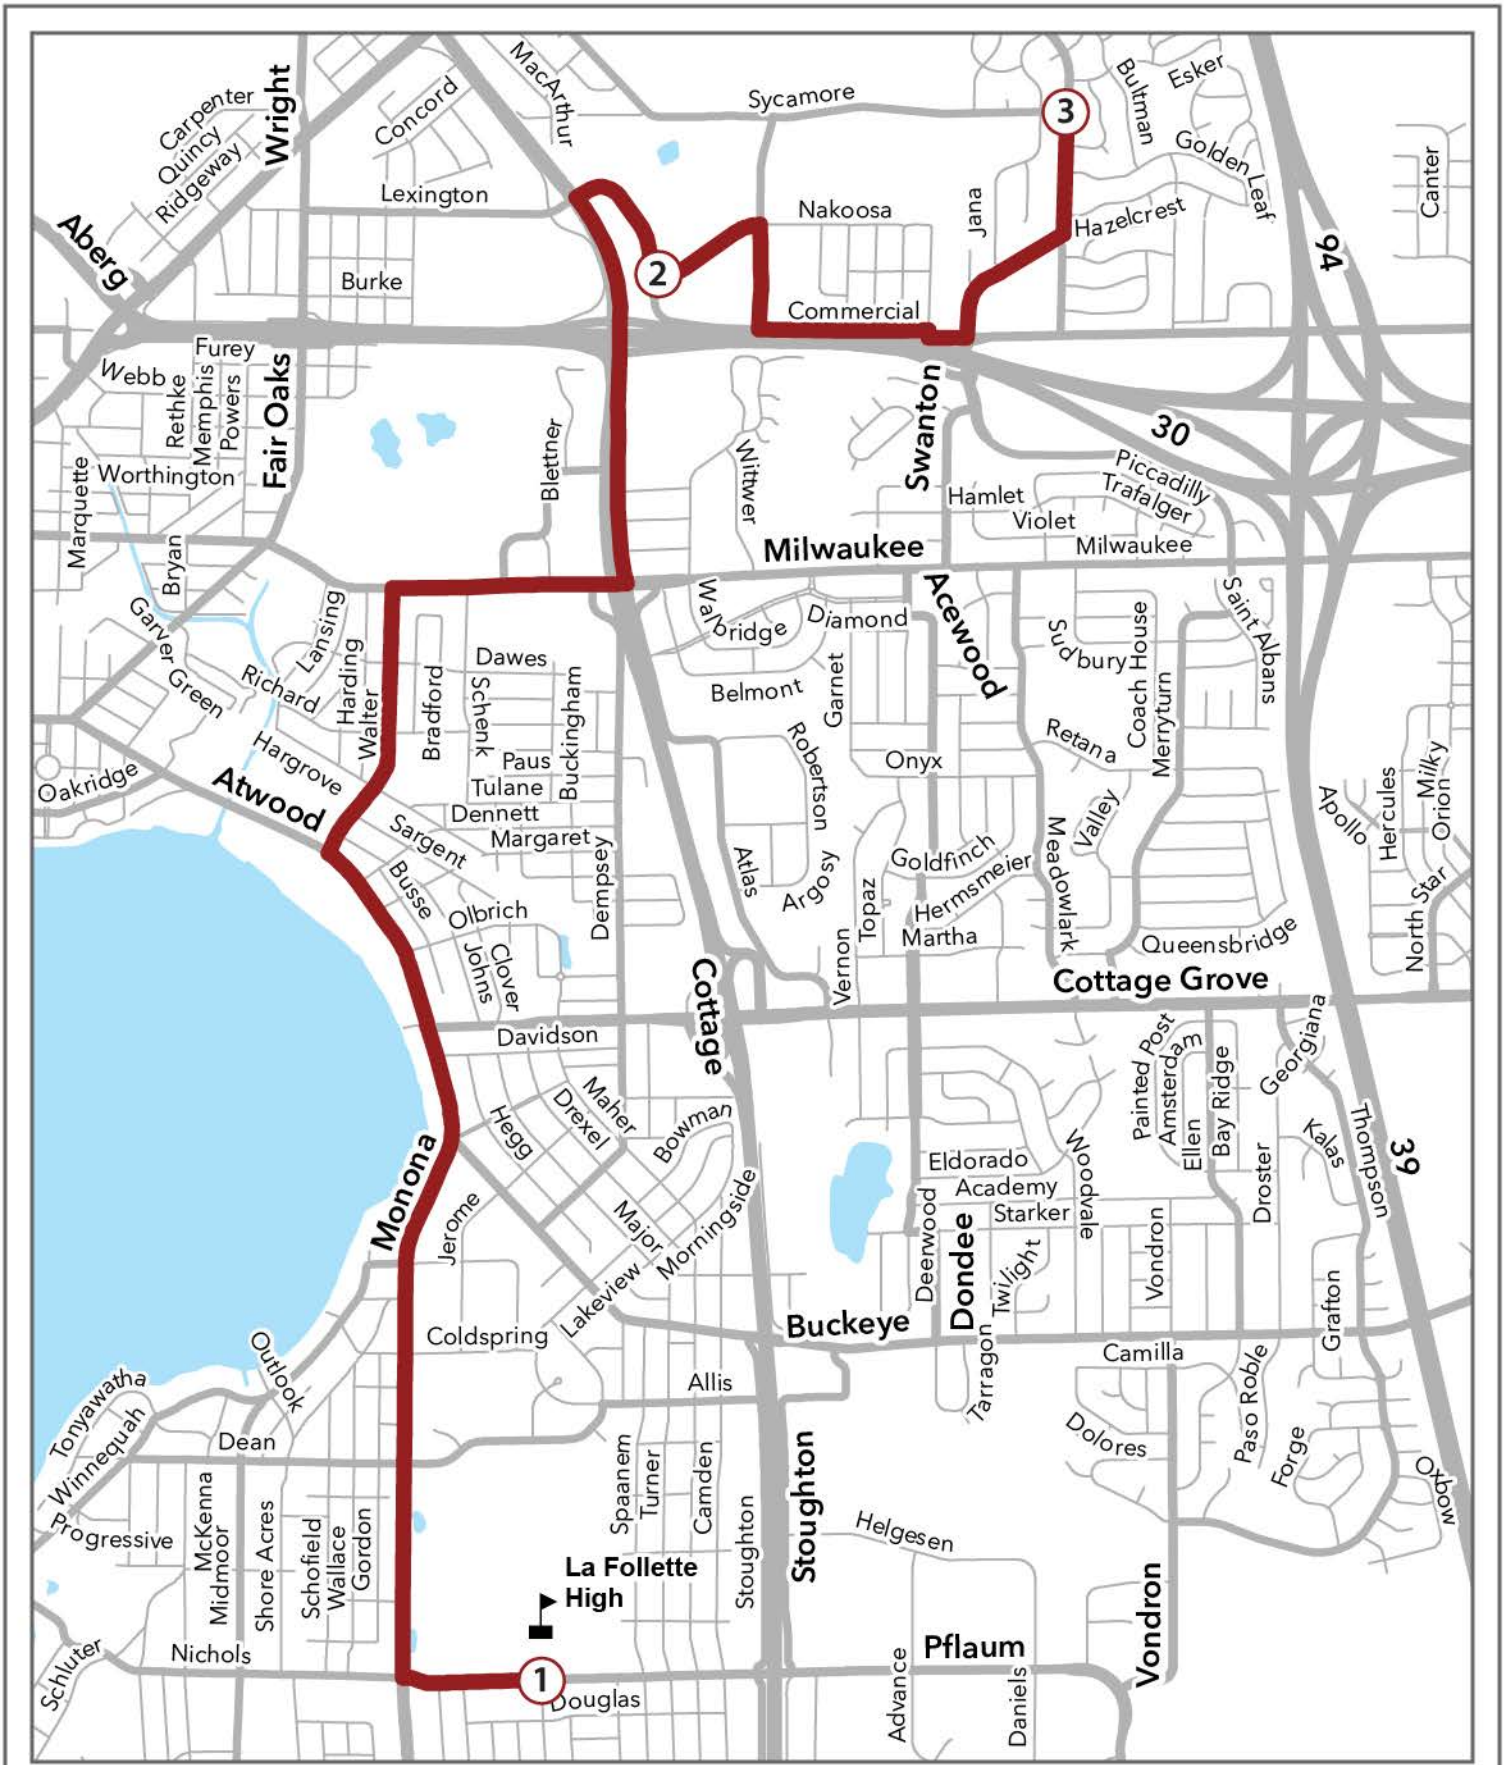 MacArthur
Esker
Bultman
Carpenter
Wright
Concord
Sycamore
3
Quincy
Golden Leaf
Canter
Ridgeway
Lexington
Jana
Nakoosa
Hazelcrest
Aberg
94
2
Burke
Commercial
Furey
Webb
Rethke
Memphis
Powers
Fair Oaks
Swanton
30
Blettner
Wittwer
Piccadilly
Trafalger
Worthington
Marquette
Hamlet
Violet
Milwaukee
Milwaukee
Bryan
Garver Green
Lansing
Walbridge
Diamond
Acewood
Saint Albans
Sudbury
Coach House
Merryturn
Dawes
Richard
Harding
Walter
Bradford
Schenk
Buckingham
Belmont
Garnet
Robertson
Retana
Hargrove
Paus
Onyx
Oakridge
Atwood
Tulane
Milky
Orion
Hercules
Apollo
Dennett
Sargent
Margaret
Valley
Meadowlark
Goldfinch
Hermsmeier
Busse
Dempsey
Atlas
Argosy
Topaz
North Star
Olbrich
Johns
Clover
Martha
Vernon
Queensbridge
Cottage
Cottage Grove
Davidson
Painted Post
Amsterdam
Ellen
Bay Ridge
Georgiana
Maher
Drexel
Hegg
Bowman
Thompson
39
Kalas
Monona
Eldorado
Woodvale
Droster
Academy
Starker
Jerome
Major
Morningside
Deerwood
Dondee
Twilight
Vondron
Lakeview
Grafton
Buckeye
Coldspring
Outlook
Camilla
Tarragon
Paso Roble
Allis
Tonyawatha
Winnequah
Dean
Dolores
Forge
Oxbow
Spaanem
Turner
Camden
Stoughton
Stoughton
Progressive
McKenna
Midmoor
Shore Acres
Schofield
Wallace
Gordon
Helgesen
La Follette
High
Vondron
Pflaum
Nichols
Schluter
1
Douglas
Advance
Daniels